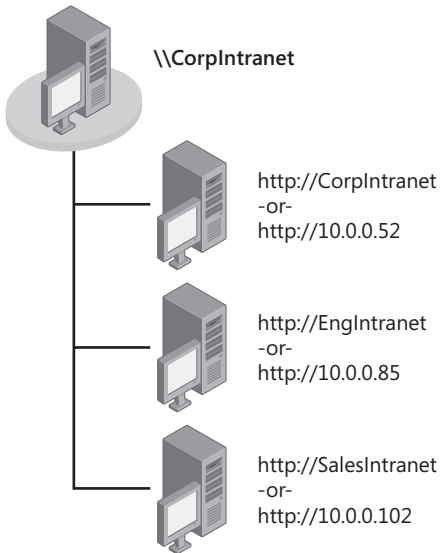 \\CorpIntranet
http://CorpIntranet
-or-
http://10.0.0.52
http://EngIntranet
-or-
http://10.0.0.85
http://SalesIntranet
-or-
http://10.0.0.102